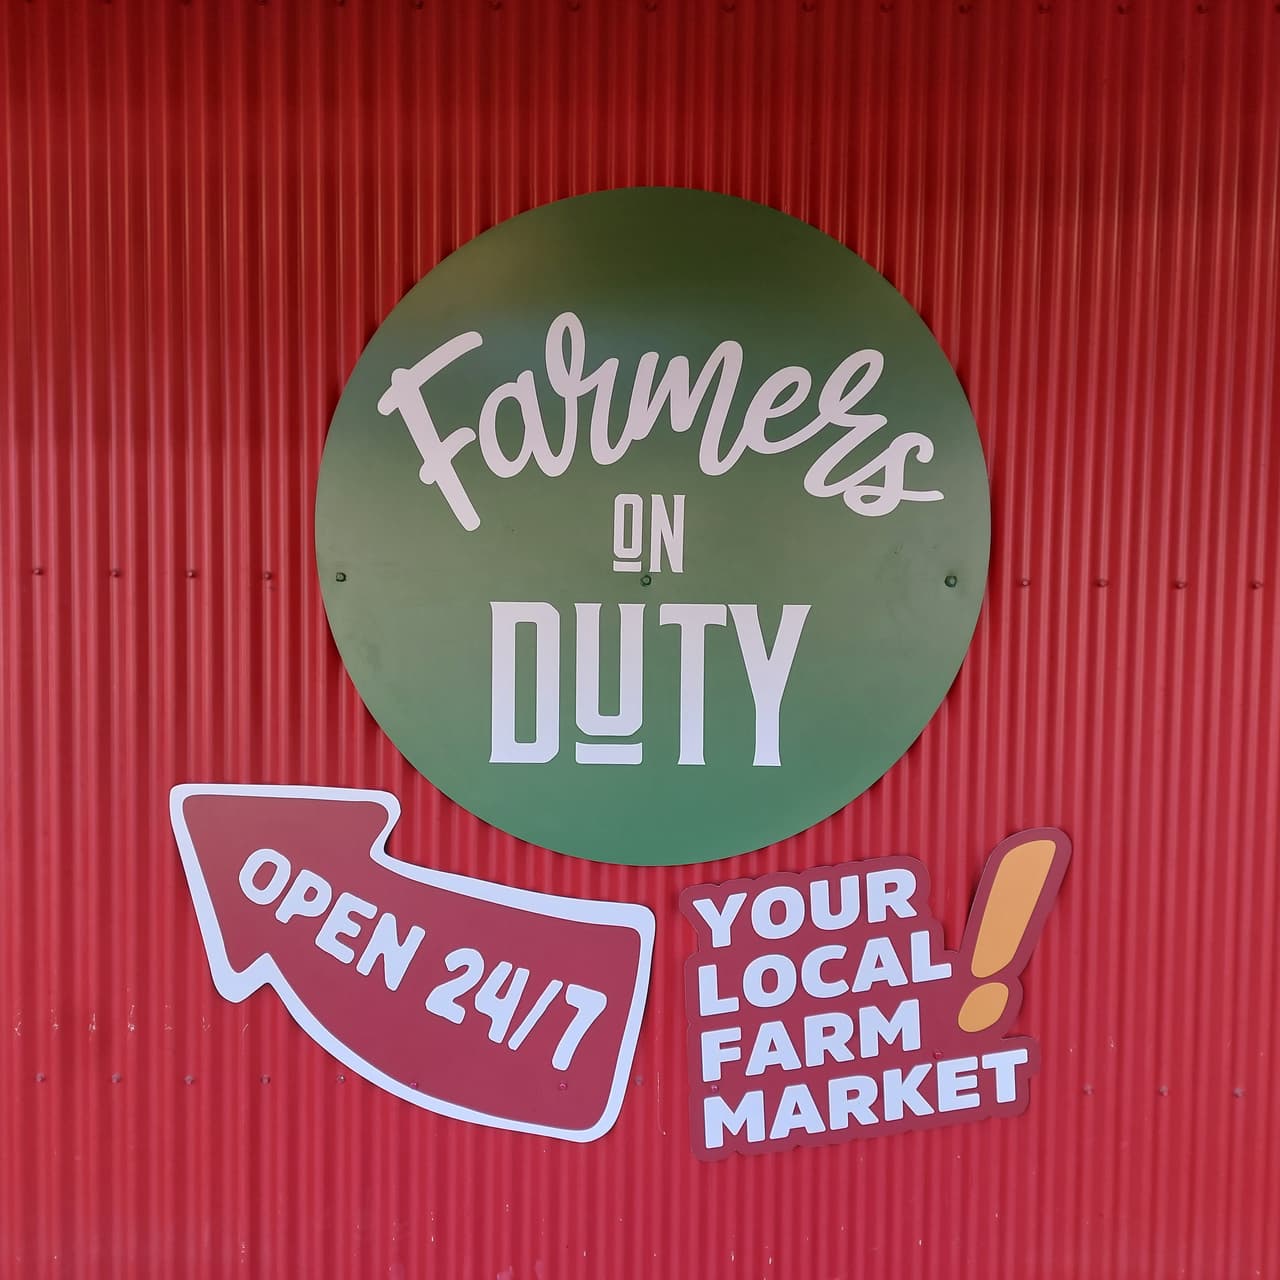 Farmers
ON
DUTY
OPEN 24/7
YOUR
LOCAL
FARM
MARKET!